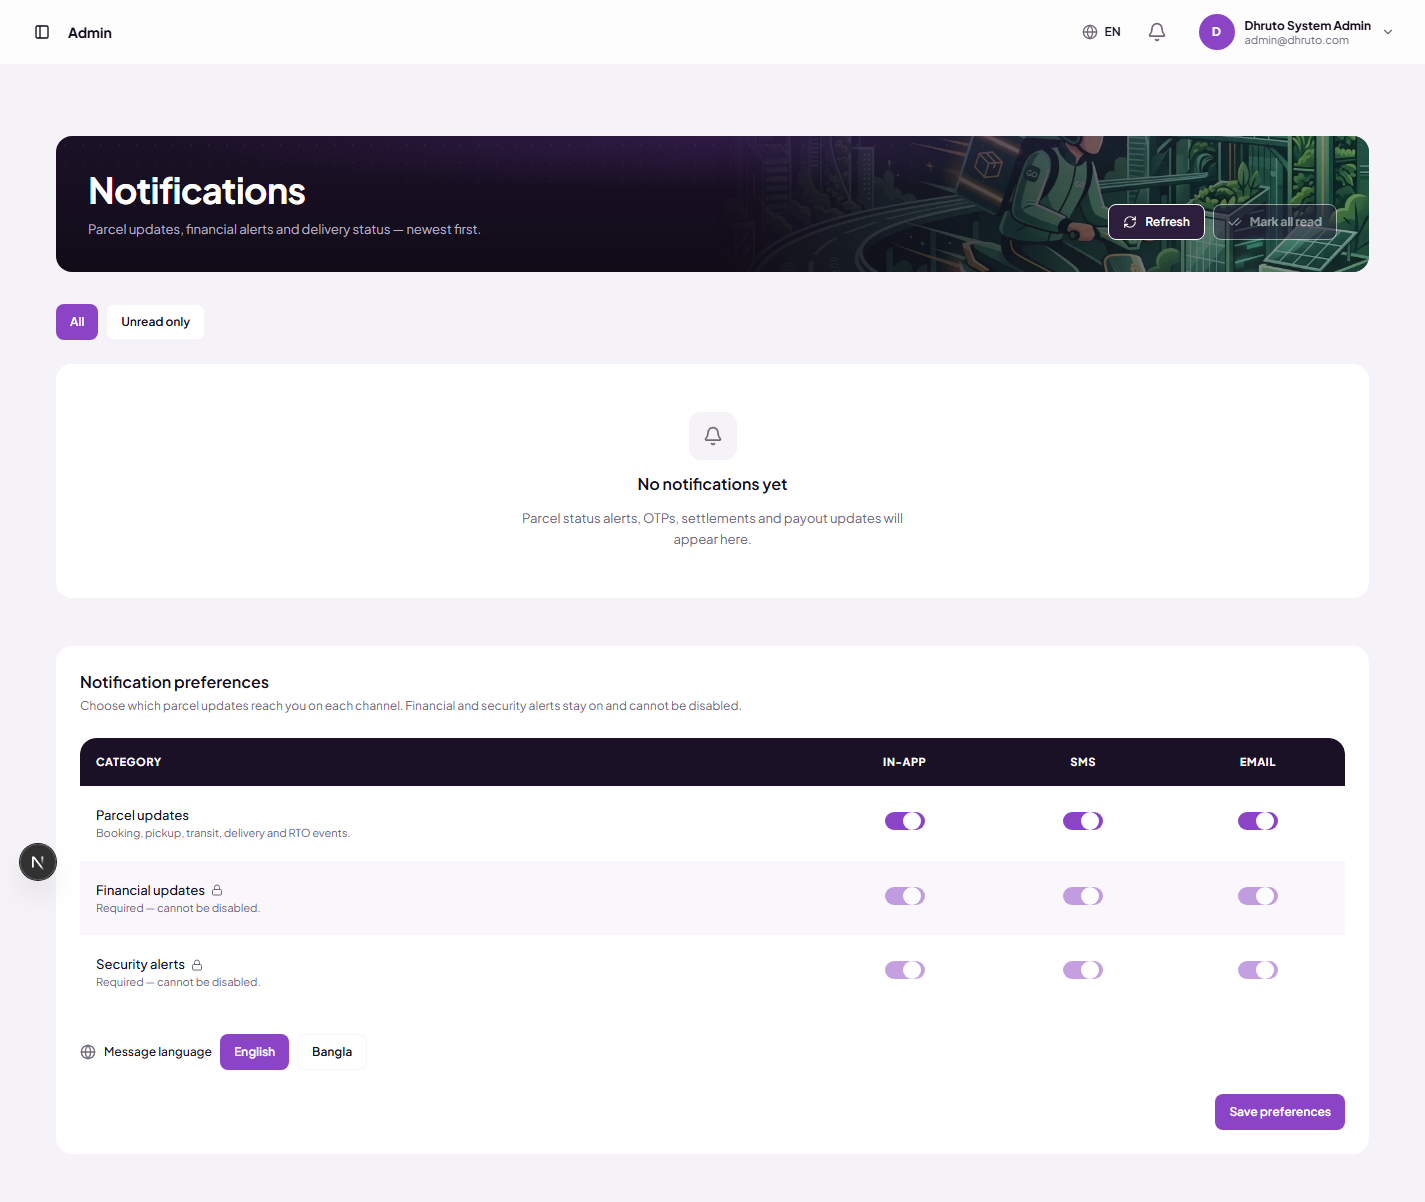 Admin
EN
D
Dhruto System Admin
admin@dhruto.com
Notifications
Parcel updates, financial alerts and delivery status — newest first.
GO
GO
Refresh
Mark all read
All
Unread only
No notifications yet
Parcel status alerts, OTPs, settlements and payout updates will
appear here.
Notification preferences
Choose which parcel updates reach you on each channel. Financial and security alerts stay on and cannot be disabled.
CATEGORY IN-APP SMS EMAIL
Parcel updates
Booking, pickup, transit, delivery and RTO events.
N
Financial updates
Required — cannot be disabled.
Security alerts
Required — cannot be disabled.
Message language English Bangla
Save preferences